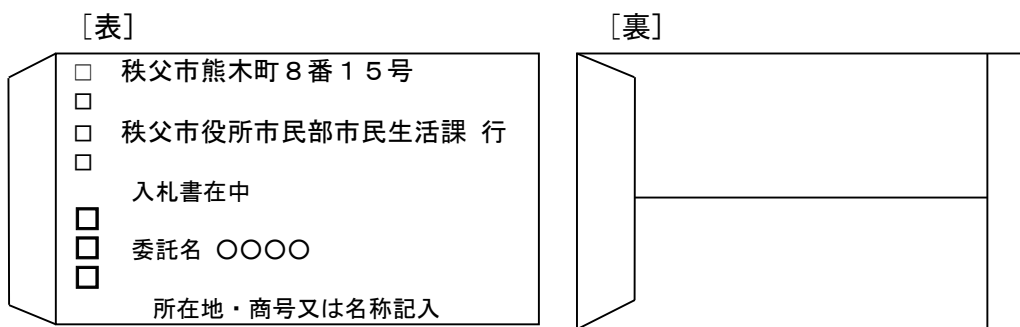 ［表］
［裏］
秩父市熊木町８番１５号
秩父市役所市民部市民生活課 行
入札書在中
委託名 〇〇〇〇
所在地・商号又は名称記入